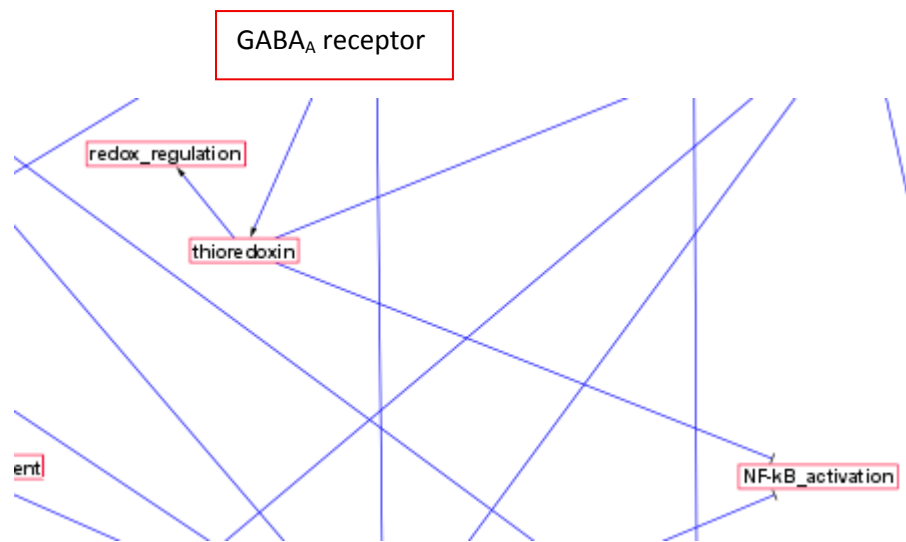 GABAA receptor
redox_regulation
thioredoxin
ent
NF-kB_activation